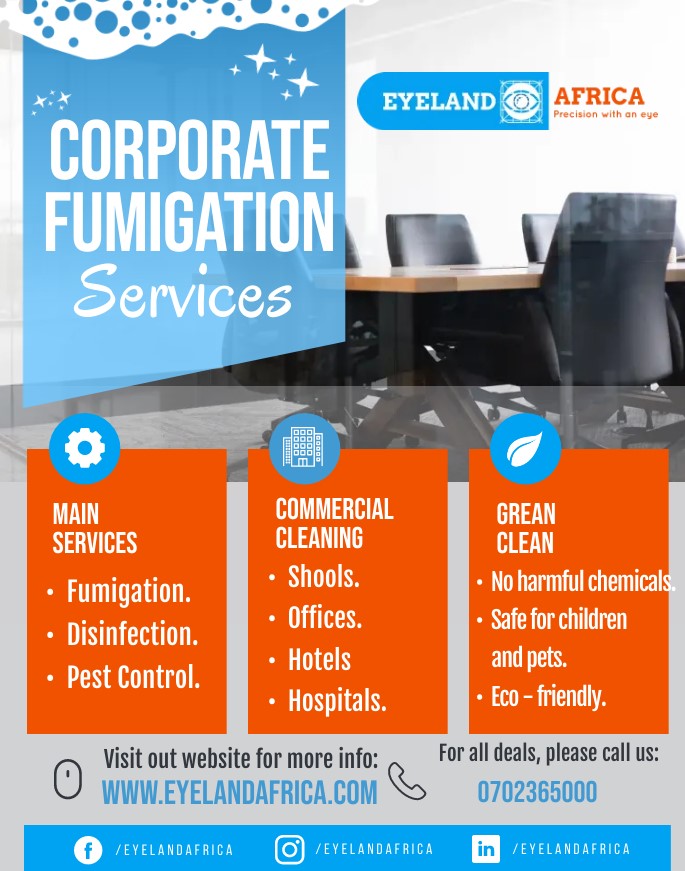 EYELAND AFRICA
Precision with an eye
CORPORATE
FUMIGATION
Services
MAIN
SERVICES
• Fumigation.
• Disinfection.
• Pest Control.
COMMERCIAL
CLEANING
• Shools.
• Offices.
• Hotels
• Hospitals.
GREAN
CLEAN
• No harmful chemicals.
• Safe for children
and pets.
• Eco - friendly.
Visit out website for more info:
WWW.EYELANDAFRICA.COM
For all deals, please call us:
0702365000
/EYELANDAFRICA
/EYELANDAFRICA
/EYELANDAFRICA